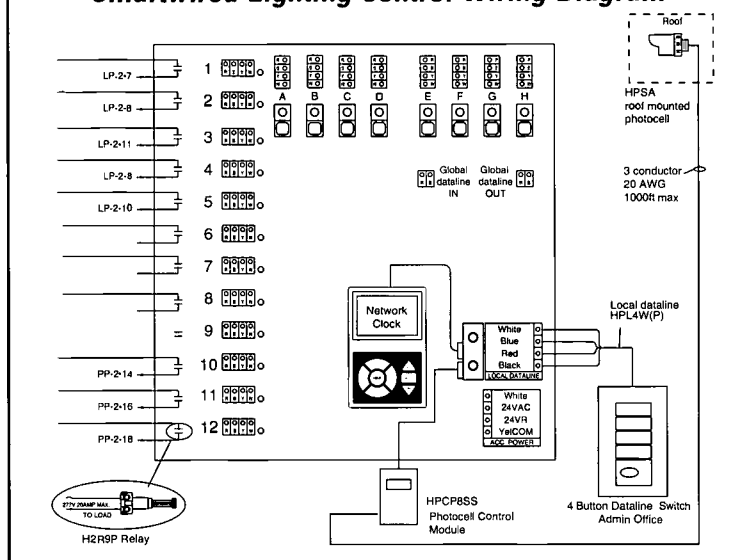 Smartwired Lighting Control Wiring Diagram
Roof
HPSA
roof mounted
photocell
3 conductor
20 AWG
1000ft max
A B C D E F G H
Global dataline IN
Global dataline OUT
1
LP-2-7
2
LP-2-6
3
LP-2-11
4
LP-2-8
5
LP-2-10
6
7
8
9
10
PP-2-14
11
PP-2-16
12
PP-2-18
Network
Clock
White
Blue
Red
Black
LOCAL DATALINE
White
24VAC
24VR
YelCOM
ACC POWER
Local dataline
HPL4W(P)
4 Button Dataline Switch
Admin Office
HPCP8SS
Photocell Control
Module
277V 20AMP MAX.
TO LOAD
H2R9P Relay